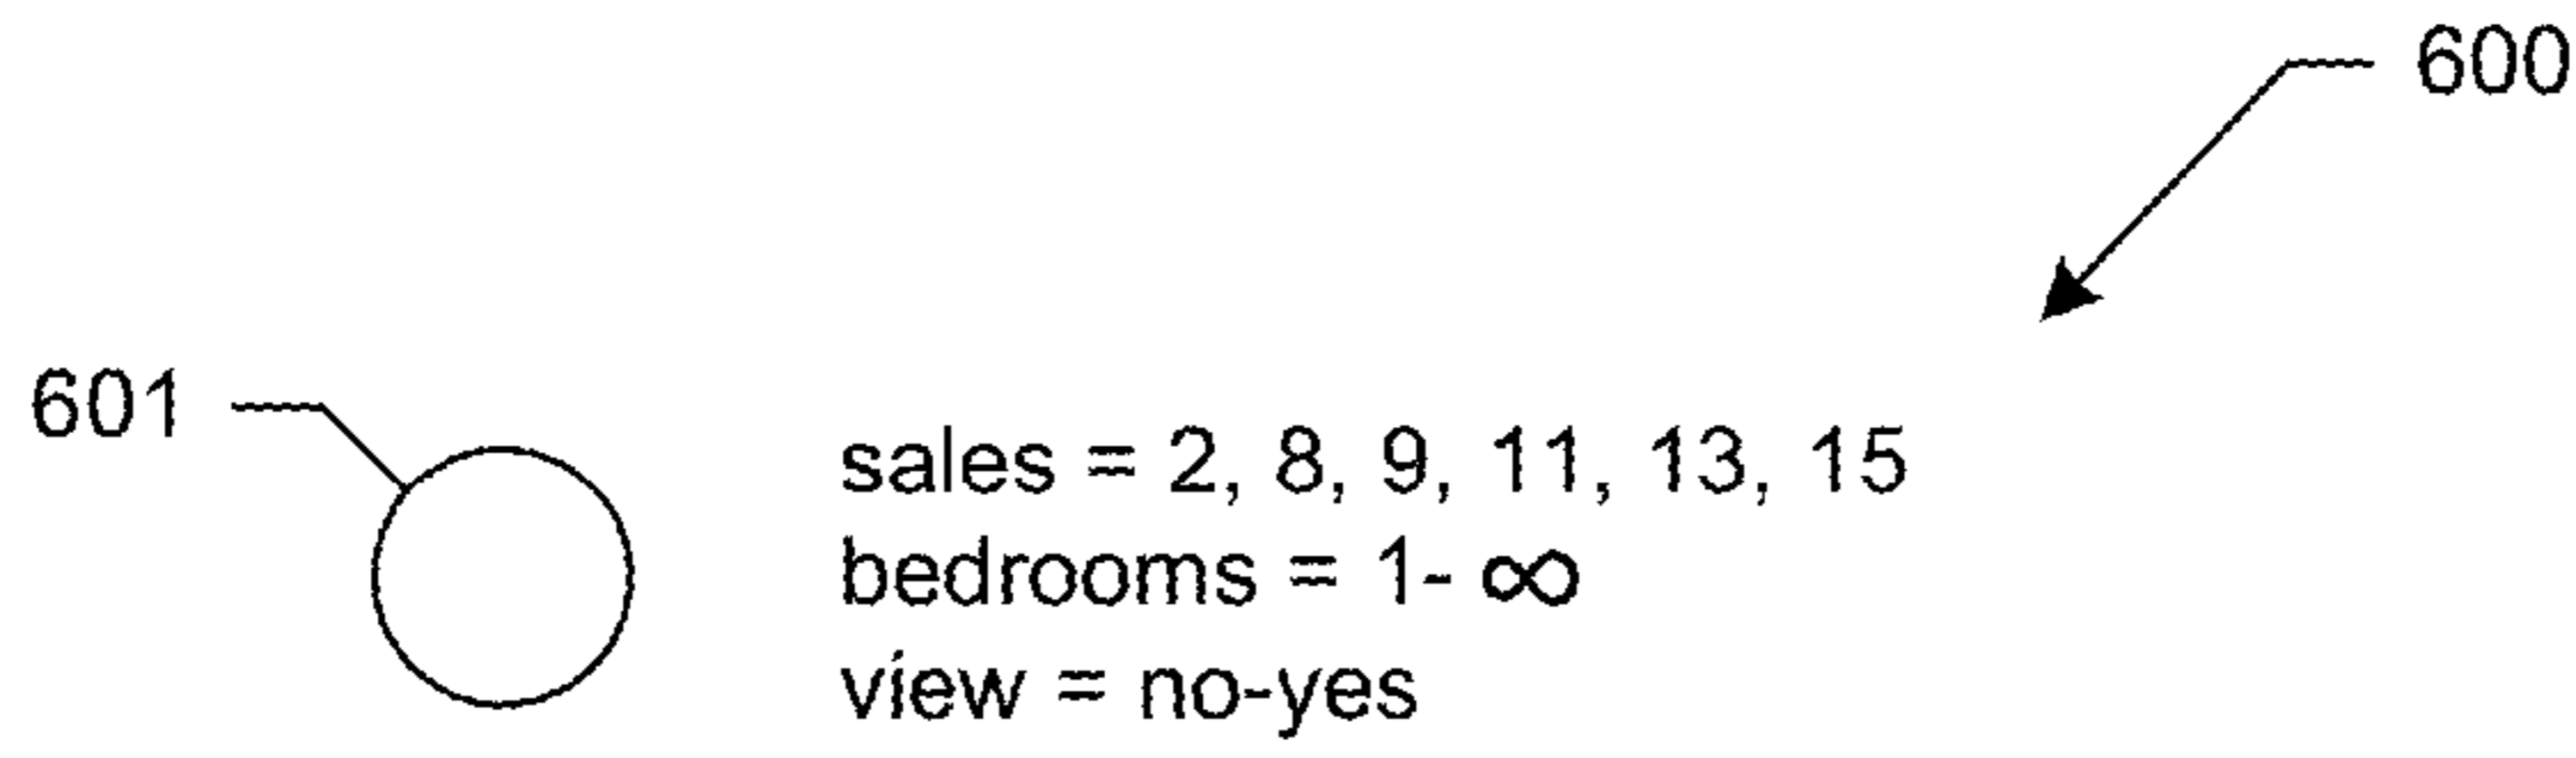 600
601
sales = 2, 8, 9, 11, 13, 15
bedrooms = 1- ∞
view = no-yes